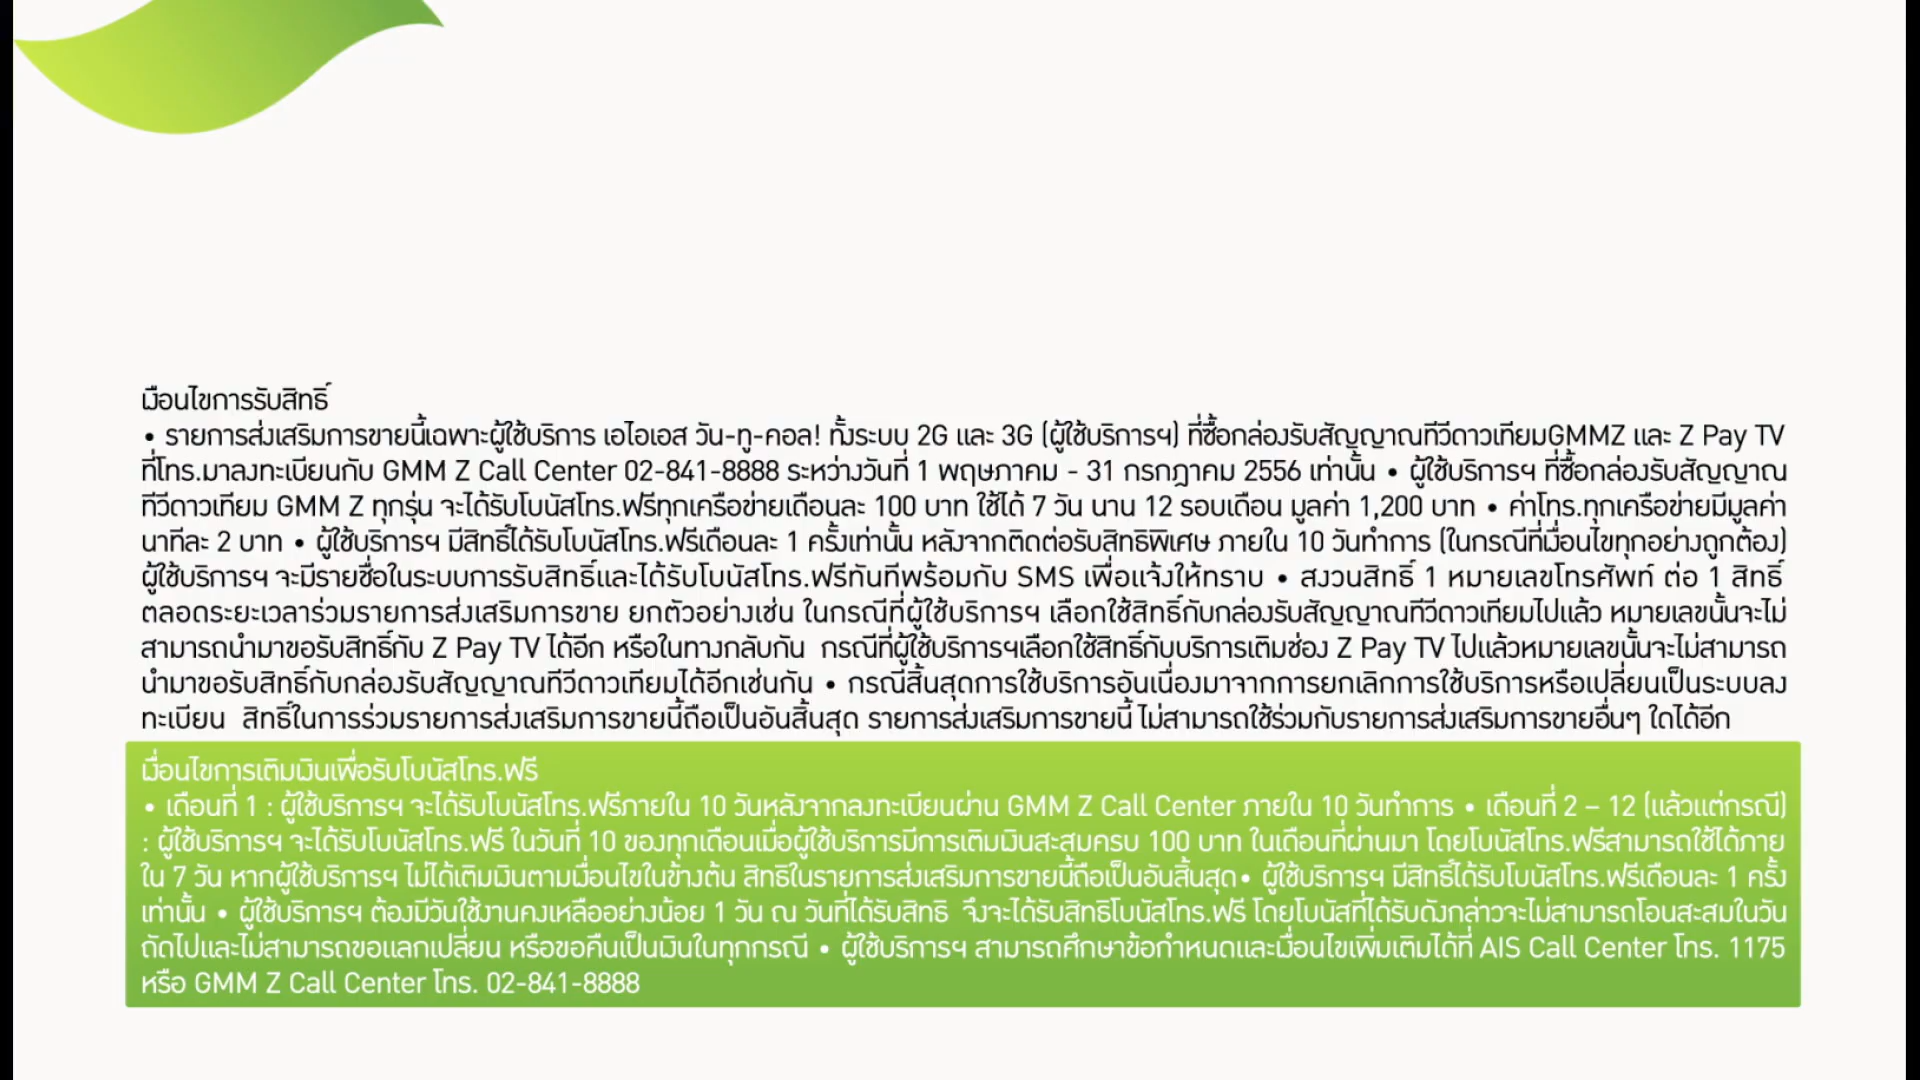 เงื่อนไขการรับสิทธิ์
• รายการส่งเสริมการขายนี้เฉพาะผู้ใช้บริการ เอไอเอส วัน-ทู-คอล! ทั้งระบบ 2G และ 3G (ผู้ใช้บริการฯ) ที่ซื้อกล่องรับสัญญาณทีวีดาวเทียมGMMZ และ Z Pay TV
ที่โทร.มาลงทะเบียนกับ GMM Z Call Center 02-841-8888 ระหว่างวันที่ 1 พฤษภาคม - 31 กรกฎาคม 2556 เท่านั้น • ผู้ใช้บริการฯ ที่ซื้อกล่องรับสัญญาณ
ทีวีดาวเทียม GMM Z ทุกรุ่น จะได้รับโบนัสโทร.ฟรีทุกเครือข่ายเดือนละ 100 บาท ใช้ได้ 7 วัน นาน 12 รอบเดือน มูลค่า 1,200 บาท • ค่าโทร.ทุกเครือข่ายมีมูลค่า
นาทีละ 2 บาท • ผู้ใช้บริการฯ มีสิทธิ์ได้รับโบนัสโทร.ฟรีเดือนละ 1 ครั้งเท่านั้น หลังจากติดต่อรับสิทธิพิเศษ ภายใน 10 วันทำการ (ในกรณีที่เงื่อนไขทุกอย่างถูกต้อง)
ผู้ใช้บริการฯ จะมีรายชื่อในระบบการรับสิทธิ์และได้รับโบนัสโทร.ฟรีทันทีพร้อมกับ SMS เพื่อแจ้งให้ทราบ • สงวนสิทธิ์ 1 หมายเลขโทรศัพท์ ต่อ 1 สิทธิ์
ตลอดระยะเวลาร่วมรายการส่งเสริมการขาย ยกตัวอย่างเช่น ในกรณีที่ผู้ใช้บริการฯ เลือกใช้สิทธิ์กับกล่องรับสัญญาณทีวีดาวเทียมไปแล้ว หมายเลขนั้นจะไม่
สามารถนำมาขอรับสิทธิ์กับ Z Pay TV ได้อีก หรือในทางกลับกัน กรณีที่ผู้ใช้บริการฯเลือกใช้สิทธิ์กับบริการเติมช่อง Z Pay TV ไปแล้วหมายเลขนั้นจะไม่สามารถ
นำมาขอรับสิทธิ์กับกล่องรับสัญญาณทีวีดาวเทียมได้อีกเช่นกัน • กรณีสิ้นสุดการใช้บริการอันเนื่องมาจากการยกเลิกการใช้บริการหรือเปลี่ยนเป็นระบบลง
ทะเบียน สิทธิ์ในการร่วมรายการส่งเสริมการขายนี้ถือเป็นอันสิ้นสุด รายการส่งเสริมการขายนี้ ไม่สามารถใช้ร่วมกับรายการส่งเสริมการขายอื่นๆ ใดได้อีก
เงื่อนไขการเติมเงินเพื่อรับโบนัสโทร.ฟรี
• เดือนที่ 1 : ผู้ใช้บริการฯ จะได้รับโบนัสโทร.ฟรีภายใน 10 วันหลังจากลงทะเบียนผ่าน GMM Z Call Center ภายใน 10 วันทำการ • เดือนที่ 2 – 12 (แล้วแต่กรณี)
: ผู้ใช้บริการฯ จะได้รับโบนัสโทร.ฟรี ในวันที่ 10 ของทุกเดือนเมื่อผู้ใช้บริการมีการเติมเงินสะสมครบ 100 บาท ในเดือนที่ผ่านมา โดยโบนัสโทร.ฟรีสามารถใช้ได้ภาย
ใน 7 วัน หากผู้ใช้บริการฯ ไม่ได้เติมเงินตามเงื่อนไขในข้างต้น สิทธิในรายการส่งเสริมการขายนี้ถือเป็นอันสิ้นสุด• ผู้ใช้บริการฯ มีสิทธิ์ได้รับโบนัสโทร.ฟรีเดือนละ 1 ครั้ง
เท่านั้น • ผู้ใช้บริการฯ ต้องมีวันใช้งานคงเหลืออย่างน้อย 1 วัน ณ วันที่ได้รับสิทธิ จึงจะได้รับสิทธิโบนัสโทร.ฟรี โดยโบนัสที่ได้รับดังกล่าวจะไม่สามารถโอนสะสมในวัน
ถัดไปและไม่สามารถขอแลกเปลี่ยน หรือขอคืนเป็นเงินในทุกกรณี • ผู้ใช้บริการฯ สามารถศึกษาข้อกำหนดและเงื่อนไขเพิ่มเติมได้ที่ AIS Call Center โทร. 1175
หรือ GMM Z Call Center โทร. 02-841-8888